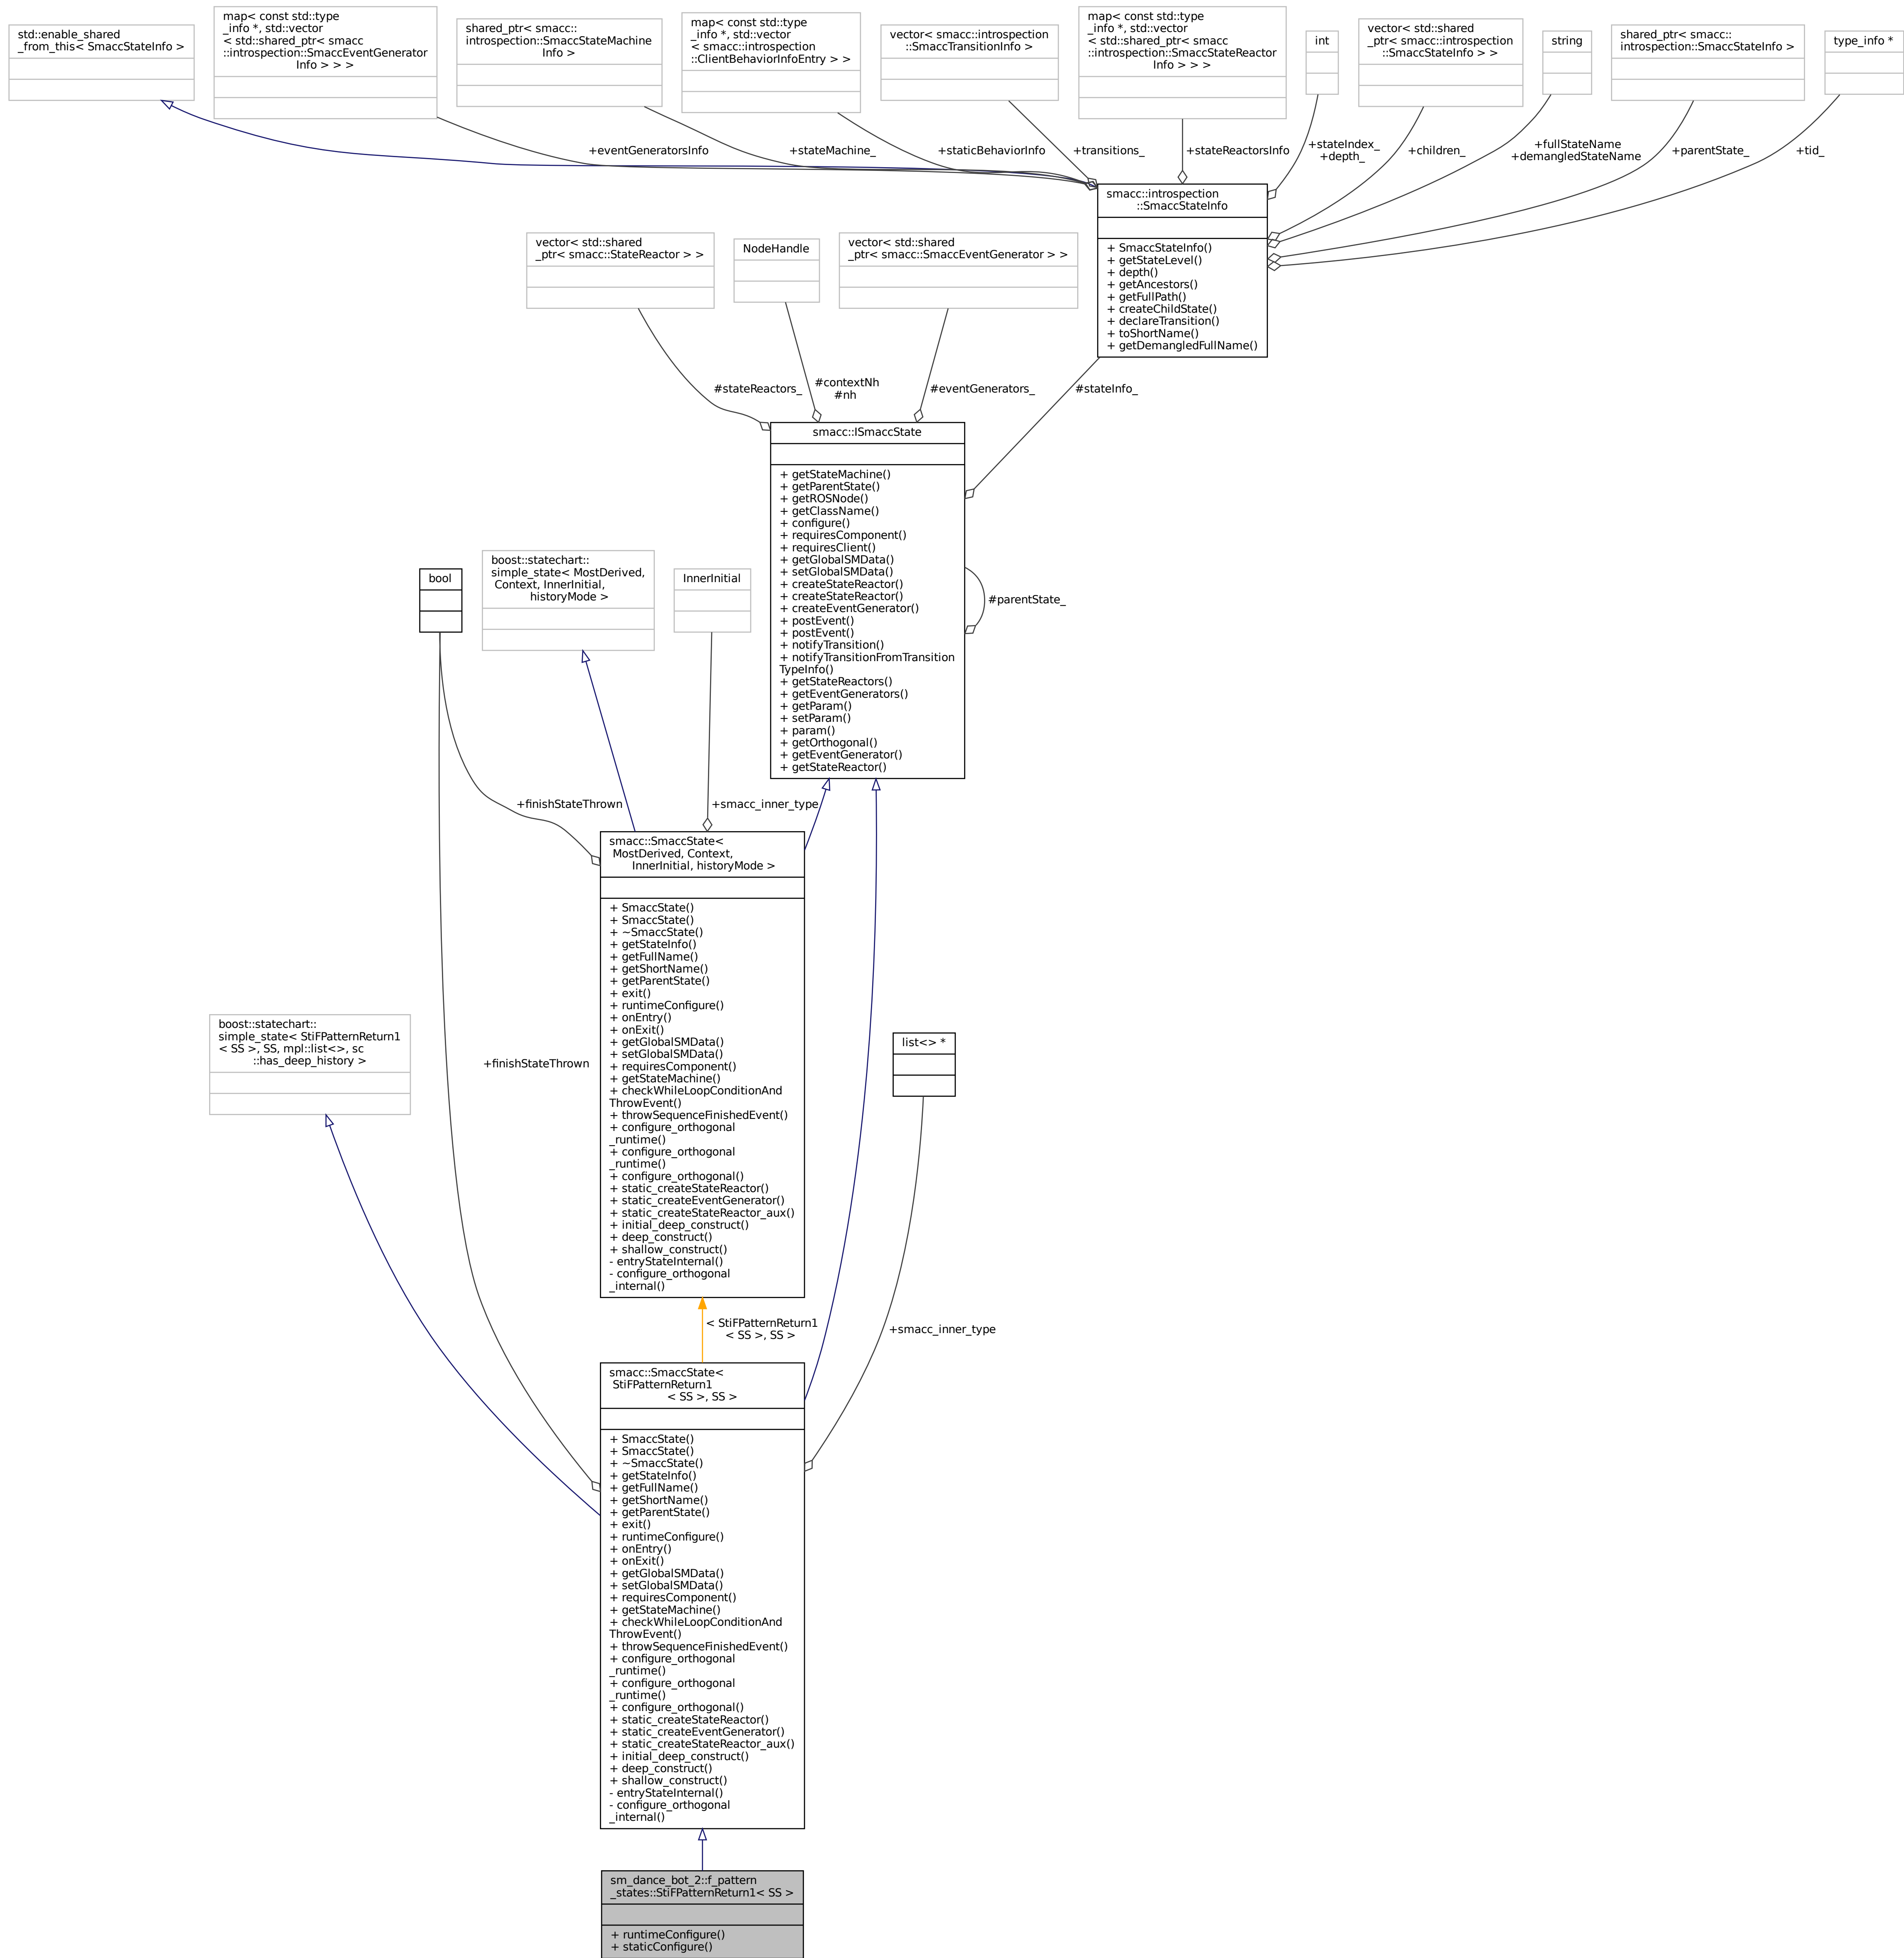 std::enable_shared
_from_this< SmaccStateInfo >
map< const std::type
_info *, std::vector
< std::shared_ptr< smacc
::introspection::SmaccEventGenerator
Info > > >
shared_ptr< smacc::
introspection::SmaccStateMachine
Info >
map< const std::type
_info *, std::vector
< smacc::introspection
::ClientBehaviorInfoEntry > >
vector< smacc::introspection
::SmaccTransitionInfo >
map< const std::type
_info *, std::vector
< std::shared_ptr< smacc
::introspection::SmaccStateReactor
Info > > >
int
vector< std::shared
_ptr< smacc::introspection
::SmaccStateInfo > >
string
shared_ptr< smacc::
introspection::SmaccStateInfo >
type_info *
+eventGeneratorsInfo
+stateMachine_
+staticBehaviorInfo
+transitions_
+stateReactorsInfo
+stateIndex_
+depth_
+children_
+fullStateName
+demangledStateName
+parentState_
+tid_
smacc::introspection
::SmaccStateInfo
+ SmaccStateInfo()
+ getStateLevel()
+ depth()
+ getAncestors()
+ getFullPath()
+ createChildState()
+ declareTransition()
+ toShortName()
+ getDemangledFullName()
vector< std::shared
_ptr< smacc::StateReactor > >
NodeHandle
vector< std::shared
_ptr< smacc::SmaccEventGenerator > >
#stateReactors_
#contextNh
#nh
#eventGenerators_
#stateInfo_
smacc::ISmaccState
+ getStateMachine()
+ getParentState()
+ getROSNode()
+ getClassName()
+ configure()
+ requiresComponent()
+ requiresClient()
+ getGlobalSMData()
+ setGlobalSMData()
+ createStateReactor()
+ createStateReactor()
+ createEventGenerator()
+ postEvent()
+ postEvent()
+ notifyTransition()
+ notifyTransitionFromTransition
TypeInfo()
+ getStateReactors()
+ getEventGenerators()
+ getParam()
+ setParam()
+ param()
+ getOrthogonal()
+ getEventGenerator()
+ getStateReactor()
#parentState_
bool
boost::statechart::
simple_state< MostDerived,
Context, InnerInitial,
historyMode >
InnerInitial
+finishStateThrown
+smacc_inner_type
smacc::SmaccState<
MostDerived, Context,
InnerInitial, historyMode >
+ SmaccState()
+ SmaccState()
+ ~SmaccState()
+ getStateInfo()
+ getFullName()
+ getShortName()
+ getParentState()
+ exit()
+ runtimeConfigure()
+ onEntry()
+ onExit()
+ getGlobalSMData()
+ setGlobalSMData()
+ requiresComponent()
+ getStateMachine()
+ checkWhileLoopConditionAnd
ThrowEvent()
+ throwSequenceFinishedEvent()
+ configure_orthogonal
_runtime()
+ configure_orthogonal
_runtime()
+ configure_orthogonal()
+ static_createStateReactor()
+ static_createEventGenerator()
+ static_createStateReactor_aux()
+ initial_deep_construct()
+ deep_construct()
+ shallow_construct()
- entryStateInternal()
- configure_orthogonal
_internal()
boost::statechart::
simple_state< StiFPatternReturn1
< SS >, SS, mpl::list<>, sc
::has_deep_history >
+finishStateThrown
list<> *
< StiFPatternReturn1
< SS >, SS >
+smacc_inner_type
smacc::SmaccState<
StiFPatternReturn1
< SS >, SS >
+ SmaccState()
+ SmaccState()
+ ~SmaccState()
+ getStateInfo()
+ getFullName()
+ getShortName()
+ getParentState()
+ exit()
+ runtimeConfigure()
+ onEntry()
+ onExit()
+ getGlobalSMData()
+ setGlobalSMData()
+ requiresComponent()
+ getStateMachine()
+ checkWhileLoopConditionAnd
ThrowEvent()
+ throwSequenceFinishedEvent()
+ configure_orthogonal
_runtime()
+ configure_orthogonal
_runtime()
+ configure_orthogonal()
+ static_createStateReactor()
+ static_createEventGenerator()
+ static_createStateReactor_aux()
+ initial_deep_construct()
+ deep_construct()
+ shallow_construct()
- entryStateInternal()
- configure_orthogonal
_internal()
sm_dance_bot_2::f_pattern
_states::StiFPatternReturn1< SS >
+ runtimeConfigure()
+ staticConfigure()